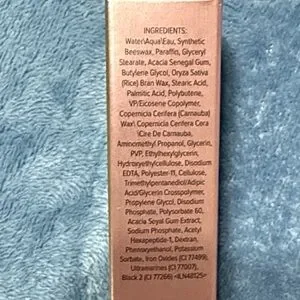 INGREDIENTS:
Water\Aqua\Eau, Synthetic
Beeswax, Paraffin, Glyceryl
Stearate, Acacia Senegal Gum,
Butylene Glycol, Oryza Sativa
(Rice) Bran Wax, Stearic Acid,
Palmitic Acid, Polybutene,
VP/Eicosene Copolymer,
Copernicia Cerifera (Carnauba)
Wax\ Copernicia Cerifera Cera
\Cire De Carnauba,
Aminomethyl Propanol, Glycerin,
PVP, Ethylhexylglycerin,
Hydroxyethylcellulose, Disodium
EDTA, Polyester-11, Cellulose,
Trimethylpentanediol/Adipic
Acid/Glycerin Crosspolymer,
Propylene Glycol, Disodium
Phosphate, Polysorbate 60,
Acacia Seyal Gum Extract,
Sodium Phosphate, Acetyl
Hexapeptide-1, Dextran,
Phenoxyethanol, Potassium
Sorbate, Iron Oxides (CI 77499),
Ultramarines (CI 77007),
Black 2 (CI 77266) <ILN48125>